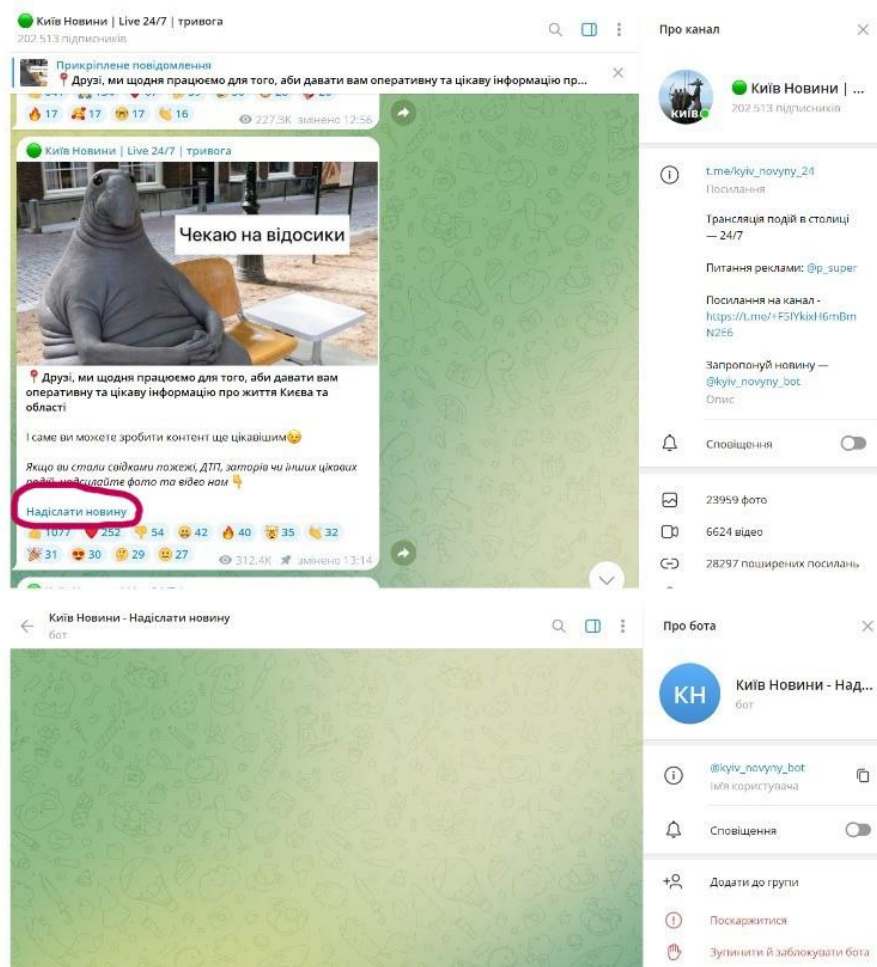 Київ Новини | Live 24/7 | тривога
202 513 підписників
Прикріплене повідомлення
Друзі, ми щодня працюємо для того, аби давати вам оперативну та цікаву інформацію пр...
17 17 17 16
227.3K змінено 12:56
Київ Новини | Live 24/7 | тривога
Чекаю на відосики
Друзі, ми щодня працюємо для того, аби давати вам
оперативну та цікаву інформацію про життя Києва та
області
І саме ви можете зробити контент ще цікавішим
Якщо ви стали свідками пожежі, ДТП, заторів чи інших цікавих
подій, надсилайте фото та відео нам
Надіслати новину
1077 252 54 42 40 35 32
31 30 29 27
312.4K змінено 13:14
Про канал
КИЇВ
Київ Новини | ...
202 513 підписників
t.me/kyiv_novyny_24
Посилання
Трансляція подій в столиці
— 24/7
Питання реклами: @p_super
Посилання на канал -
Запропонуй новину —
@kyiv_novyny_bot
Опис
Сповіщення
23959 фото
6624 відео
28297 поширених посилань
Київ Новини - Надіслати новину
бот
Про бота
КН
Київ Новини - Над...
бот
@kyiv_novyny_bot
Ім'я користувача
Сповіщення
Додати до групи
Поскаржитися
Зупинити й заблокувати бота